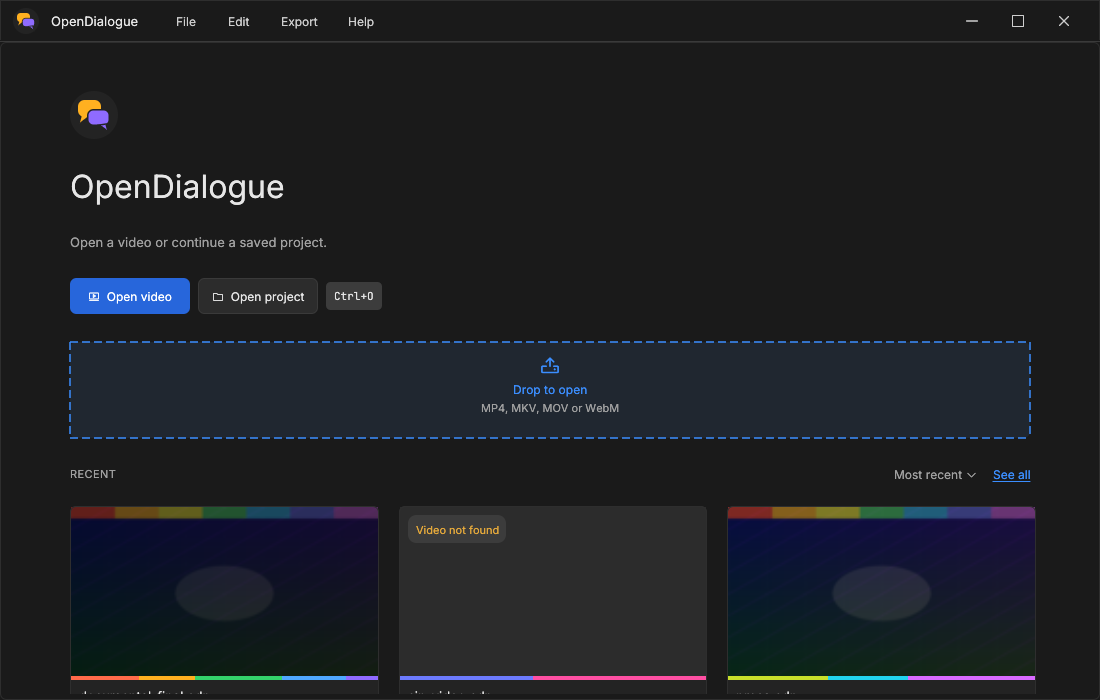 OpenDialogue File Edit Export Help
OpenDialogue
Open a video or continue a saved project.
Open video Open project Ctrl+O
Drop to open
MP4, MKV, MOV or WebM
RECENT Most recent See all
Video not found